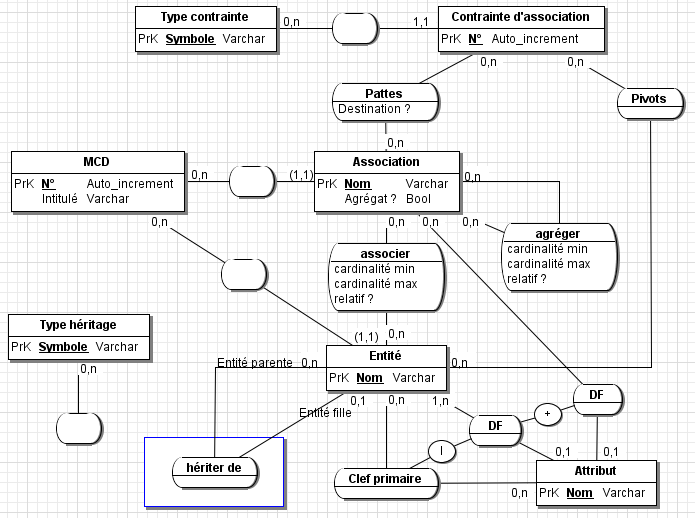 Type contrainte
PrK Symbole Varchar
0,n
1,1
Contrainte d'association
PrK N° Auto_increment
0,n
0,n
Pattes
Destination ?
Pivots
0,n
MCD
PrK N° Auto_increment
Intitulé Varchar
0,n
(1,1)
Association
PrK Nom Varchar
Agrégat ? Bool
0,n
0,n
0,n
0,n
0,n
agréger
cardinalité min
cardinalité max
relatif ?
associer
cardinalité min
cardinalité max
relatif ?
Type héritage
PrK Symbole Varchar
0,n
(1,1)
0,n
Entité
PrK Nom Varchar
Entité parente 0,n
0,n
0,1
0,n
1,n
Entité fille
DF
+
DF
I
0,1
0,1
hériter de
Clef primaire
0,n
Attribut
PrK Nom Varchar